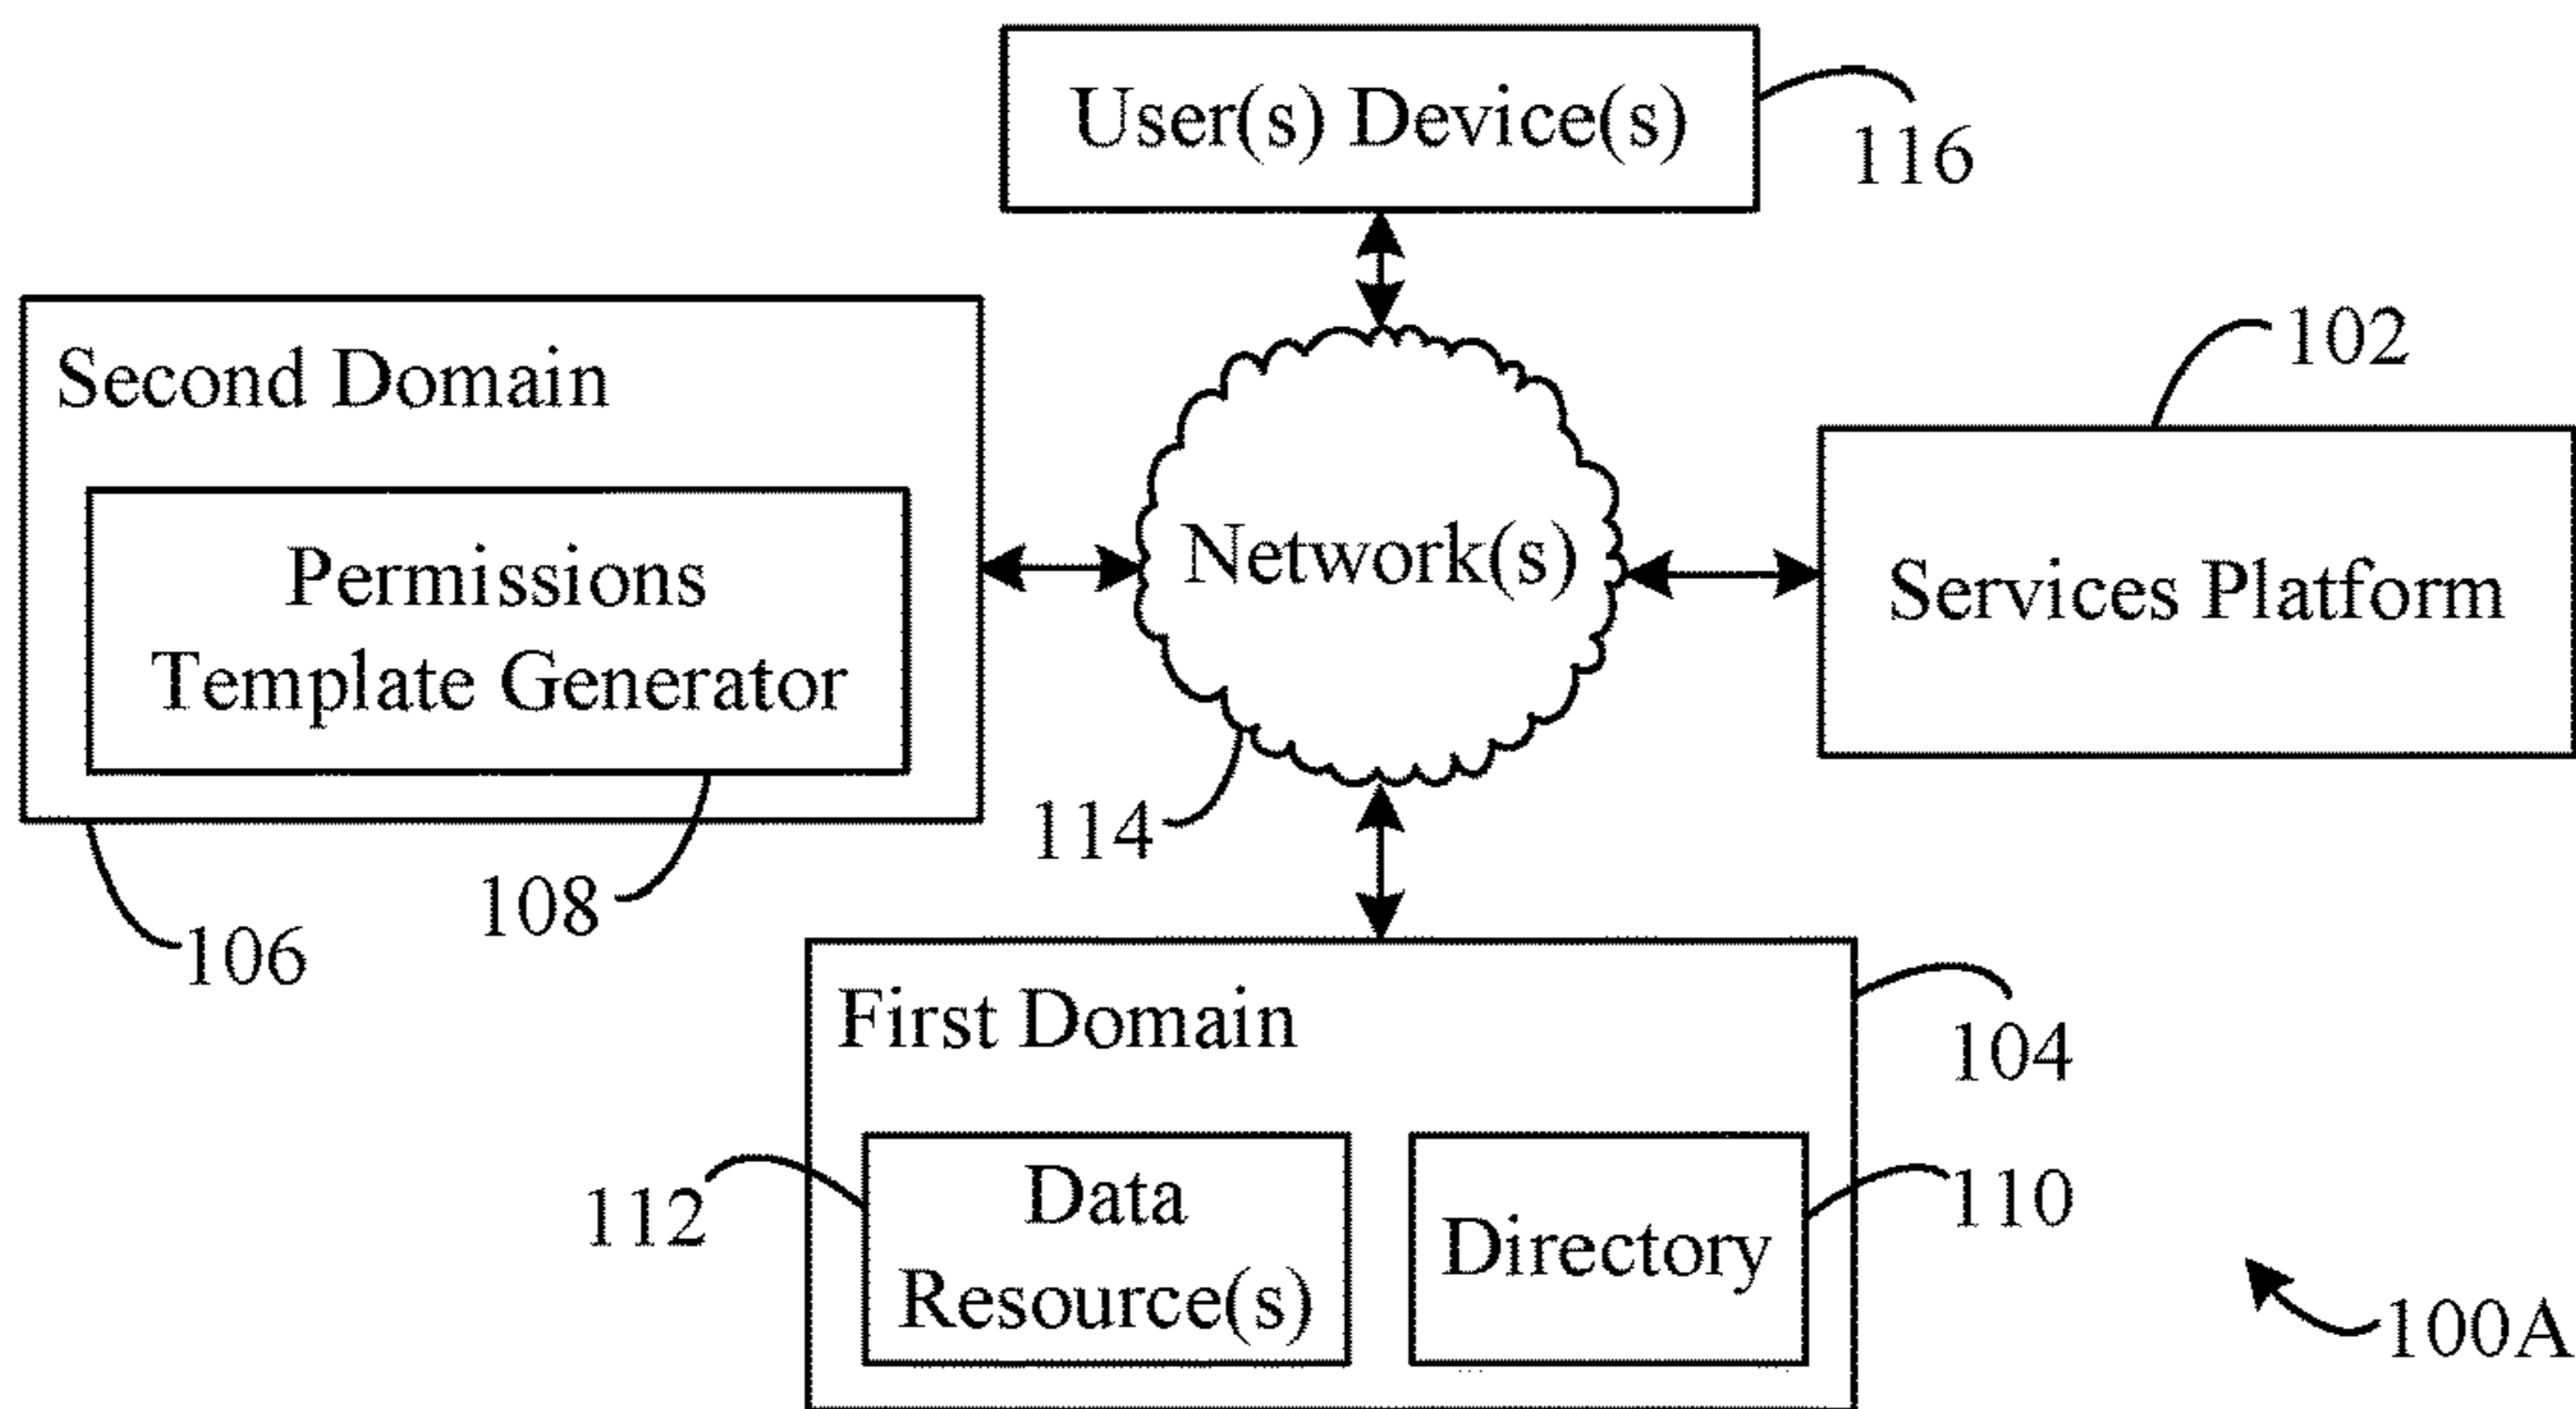 User(s) Device(s)
116
Second Domain
102
Permissions
Template Generator
Network(s)
Services Platform
114
108
106
First Domain
104
112
Data
Resource(s)
Directory
110
100A